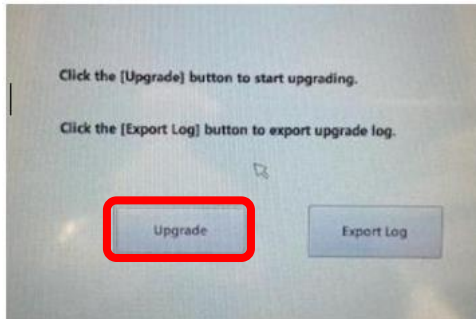 Click the [Upgrade] button to start upgrading.
Click the [Export Log] button to export upgrade log.
Upgrade
Export Log